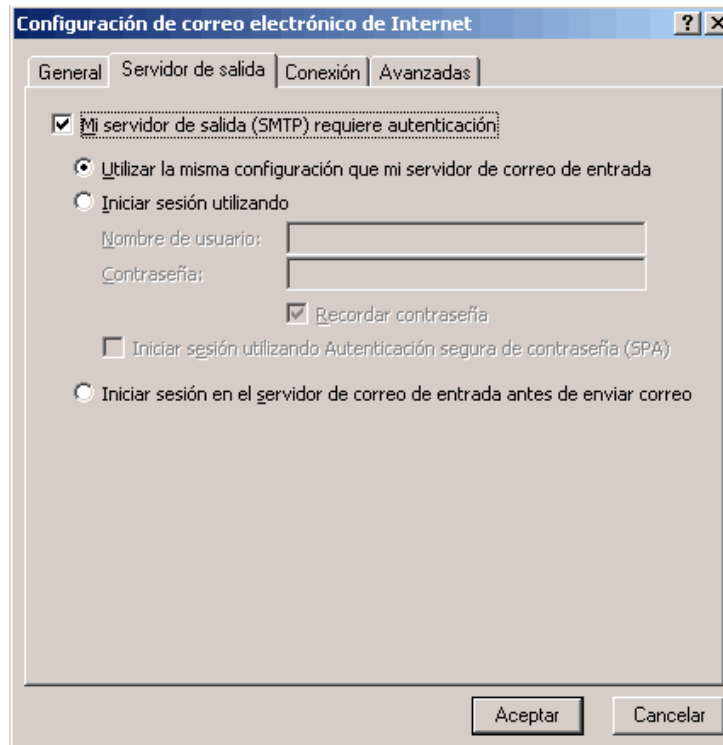 Configuración de correo electrónico de Internet
General Servidor de salida Conexión Avanzadas
Mi servidor de salida (SMTP) requiere autenticación
Utilizar la misma configuración que mi servidor de correo de entrada
Iniciar sesión utilizando
Nombre de usuario:
Contraseña:
Recordar contraseña
Iniciar sesión utilizando Autenticación segura de contraseña (SPA)
Iniciar sesión en el servidor de correo de entrada antes de enviar correo
Aceptar Cancelar